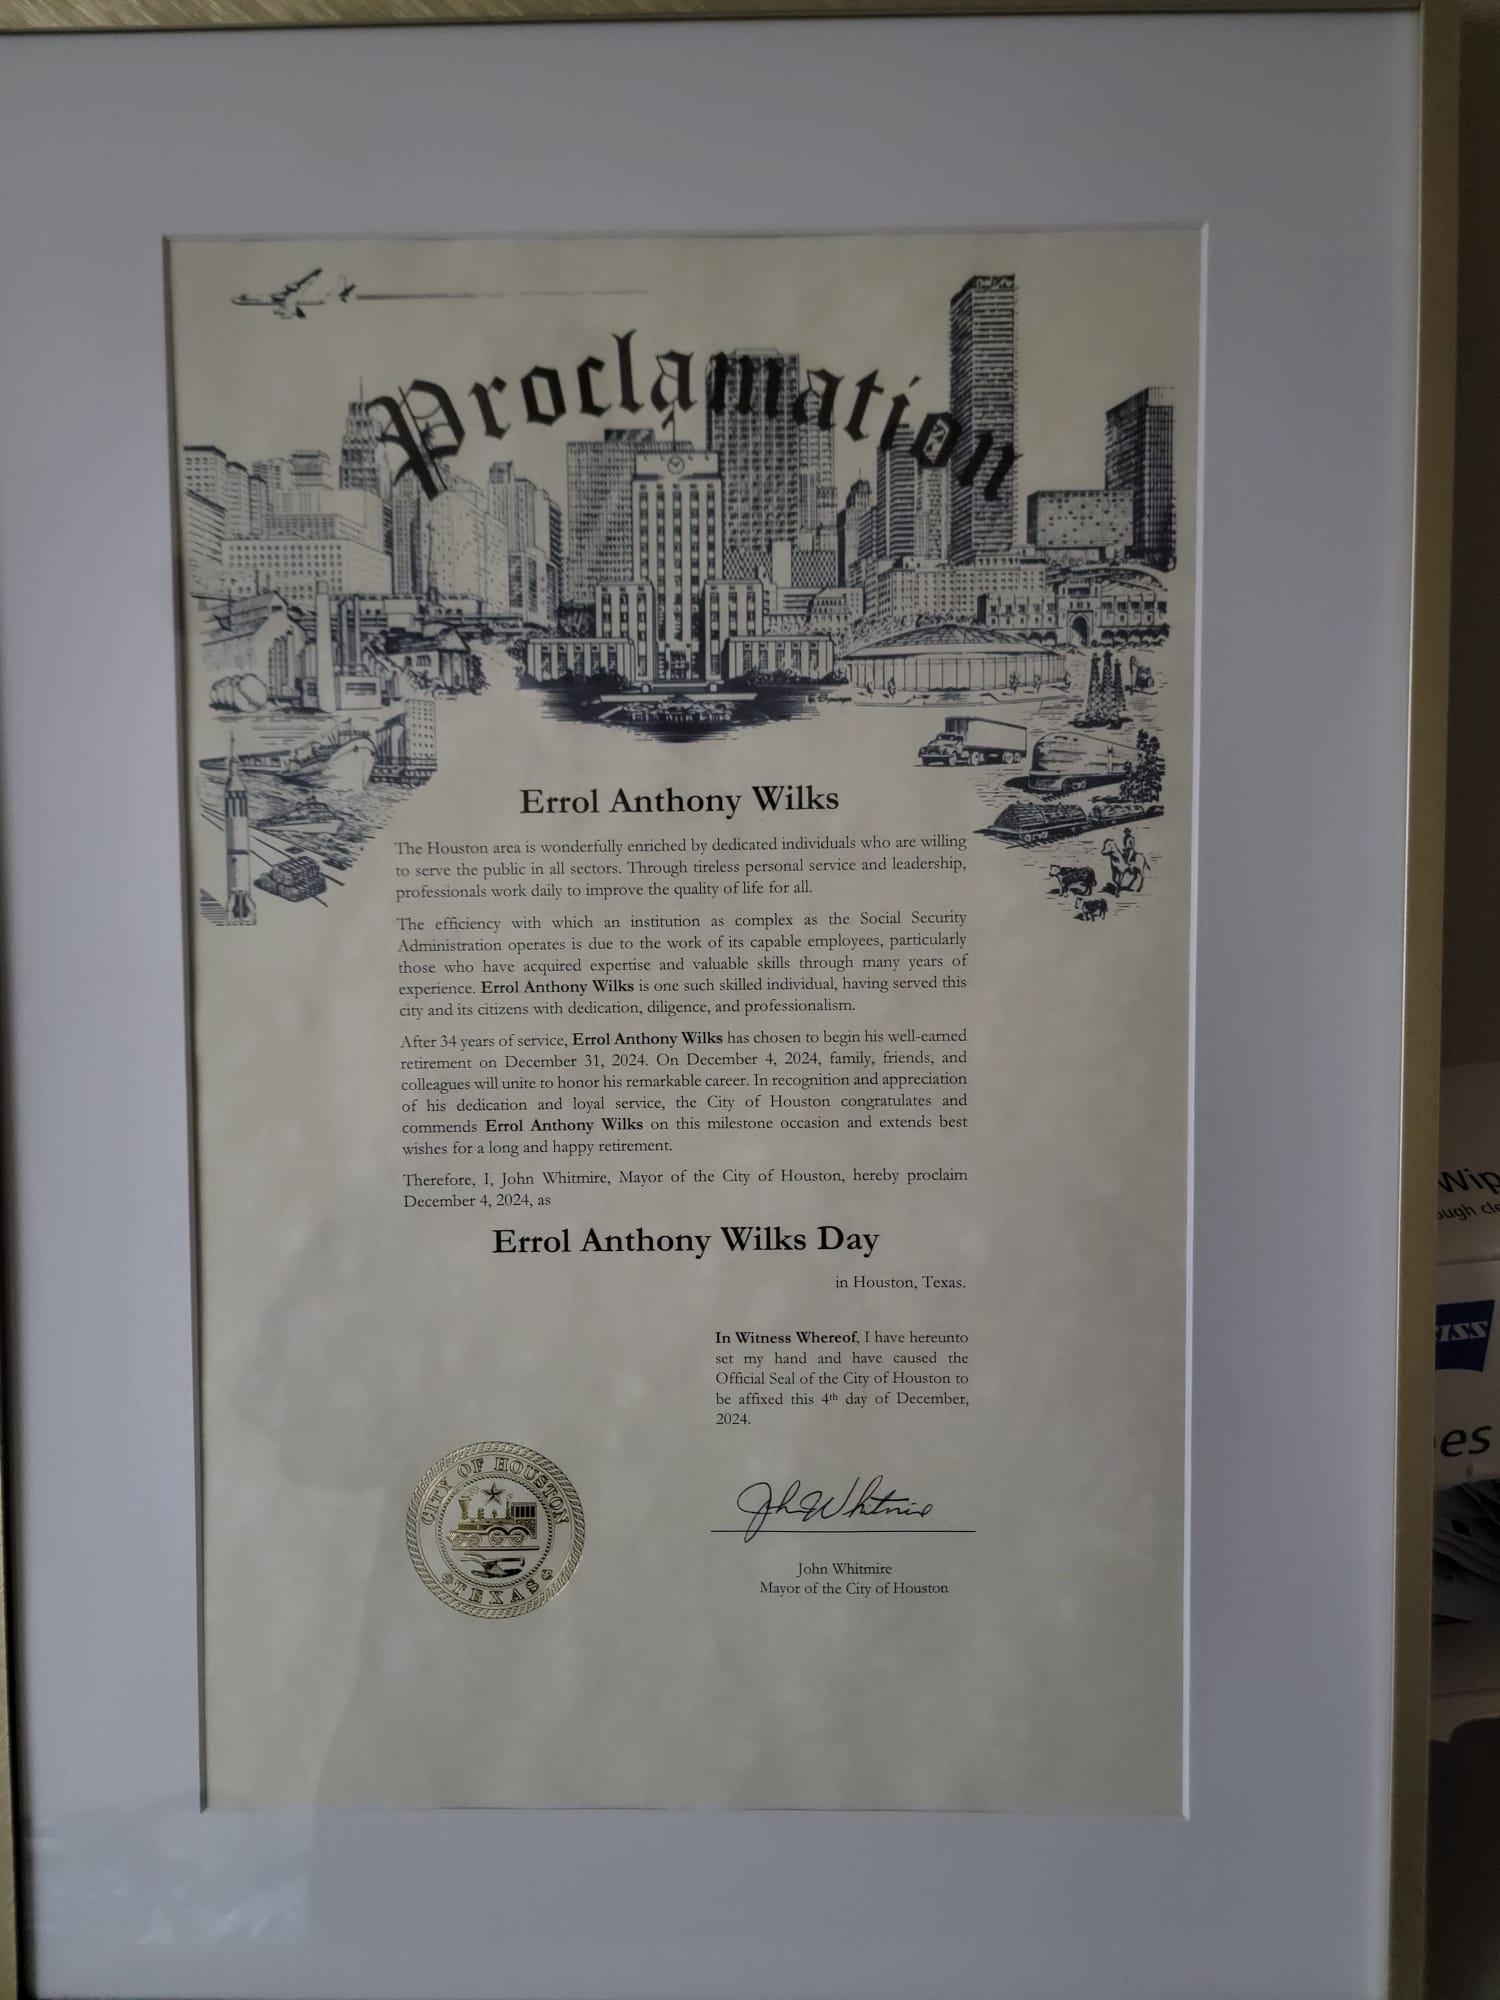 Proclamation
Errol Anthony Wilks
The Houston area is wonderfully enriched by dedicated individuals who are willing
to serve the public in all sectors. Through tireless personal service and leadership,
professionals work daily to improve the quality of life for all.
The efficiency with which an institution as complex as the Social Security
Administration operates is due to the work of its capable employees, particularly
those who have acquired expertise and valuable skills through many years of
experience. Errol Anthony Wilks is one such skilled individual, having served this
city and its citizens with dedication, diligence, and professionalism.
After 34 years of service, Errol Anthony Wilks has chosen to begin his well-earned
retirement on December 31, 2024. On December 4, 2024, family, friends, and
colleagues will unite to honor his remarkable career. In recognition and appreciation
of his dedication and loyal service, the City of Houston congratulates and
commends Errol Anthony Wilks on this milestone occasion and extends best
wishes for a long and happy retirement.
Therefore, I, John Whitmire, Mayor of the City of Houston, hereby proclaim
December 4, 2024, as
Errol Anthony Wilks Day
in Houston, Texas.
In Witness Whereof, I have hereunto
set my hand and have caused the
Official Seal of the City of Houston to
be affixed this 4th day of December,
2024.
CITY OF HOUSTON
TEXAS
John Whitmire
John Whitmire
Mayor of the City of Houston
Wip
ough cle
ISS
es